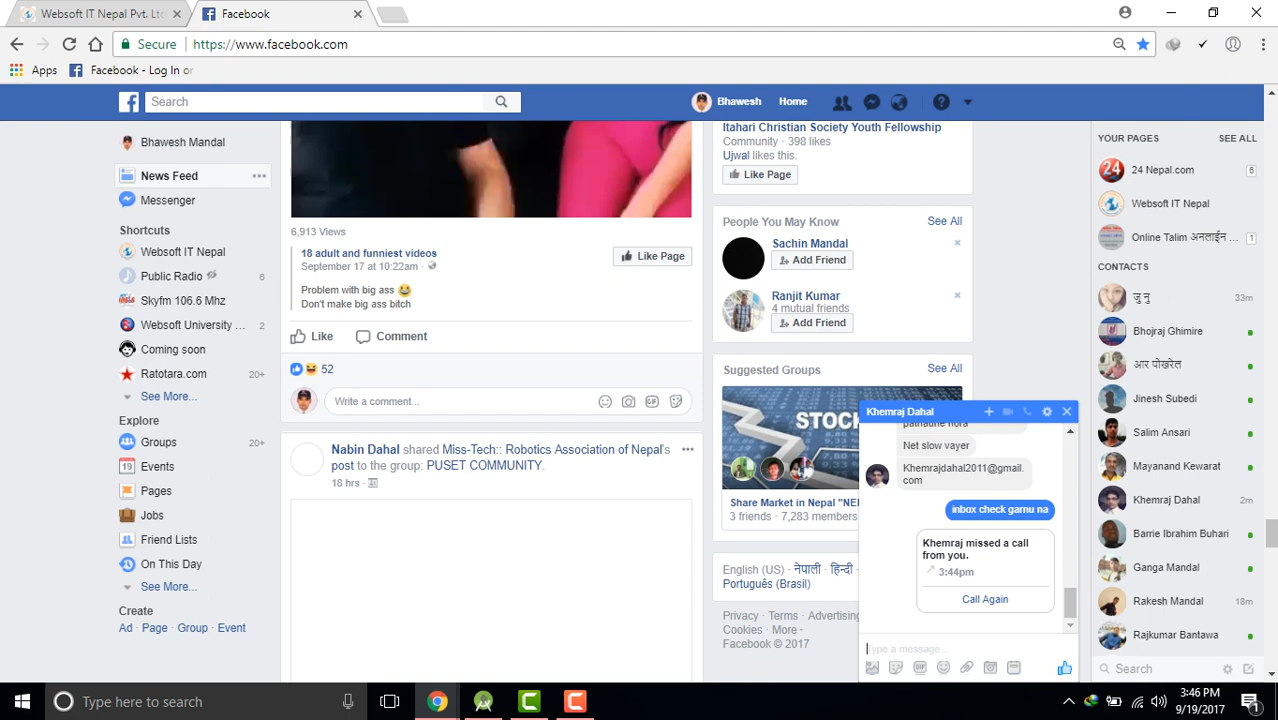 Websoft IT Nepal Pvt. Ltd
Facebook
Secure
https://www.facebook.com
Apps
Facebook - Log In or
Search
Bhawesh
Home
Bhawesh Mandal
News Feed
Messenger
Shortcuts
Websoft IT Nepal
Public Radio
6
Skyfm 106.6 Mhz
Websoft University ...
2
Coming soon
Ratotara.com
20+
See More...
Explore
Groups
20+
Events
Pages
Jobs
Friend Lists
On This Day
See More...
Create
Ad · Page · Group · Event
6,913 Views
18 adult and funniest videos
September 17 at 10:22am ·
Like Page
Problem with big ass 😂
Don't make big ass bitch
Like
Comment
52
Write a comment...
Nabin Dahal shared Miss-Tech:: Robotics Association of Nepal's
post to the group: PUSET COMMUNITY.
18 hrs ·
Itahari Christian Society Youth Fellowship
Community · 398 likes
Ujwal likes this.
Like Page
People You May Know
See All
Sachin Mandal
Add Friend
Ranjit Kumar
4 mutual friends
Add Friend
Suggested Groups
See All
STOCK
Share Market in Nepal "NE
3 friends · 7,283 members
English (US) · नेपाली · हिन्दी ·
Português (Brasil)
Privacy · Terms · Advertising
Cookies · More
Facebook © 2017
Khemraj Dahal
Net slow vayer
Khemrajdahal2011@gmail.
com
inbox check garnu na
Khemraj missed a call
from you.
3:44pm
Call Again
Type a message...
YOUR PAGES
SEE ALL
24 Nepal.com
6
Websoft IT Nepal
Online Talim अनलाईन ...
1
CONTACTS
जु नु
33m
Bhojraj Ghimire
आर पोख्रेल
Jinesh Subedi
Salim Ansari
Mayanand Kewarat
Khemraj Dahal
2m
Barrie Ibrahim Buhari
Ganga Mandal
Rakesh Mandal
18m
Rajkumar Bantawa
Search
Type here to search
3:46 PM
9/19/2017
1